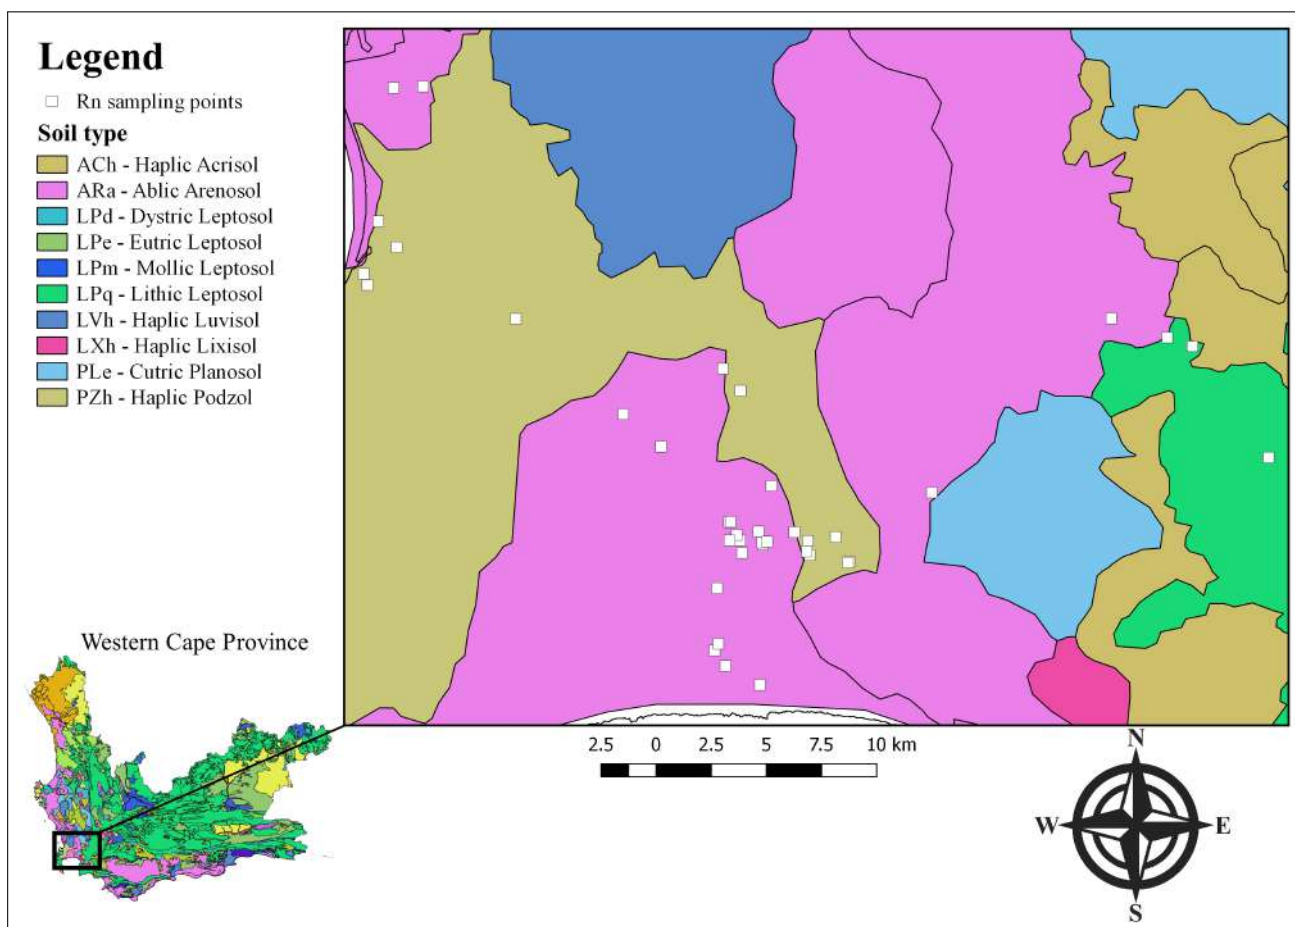 Legend
Rn sampling points
Soil type
ACh - Haplic Acrisol
ARa - Ablic Arenosol
LPd - Dystric Leptosol
LPe - Eutric Leptosol
LPm - Mollic Leptosol
LPq - Lithic Leptosol
LVh - Haplic Luvisol
LXh - Haplic Lixisol
PLe - Cutric Planosol
PZh - Haplic Podzol
Western Cape Province
2.5 0 2.5 5 7.5 10 km
N
W E
S